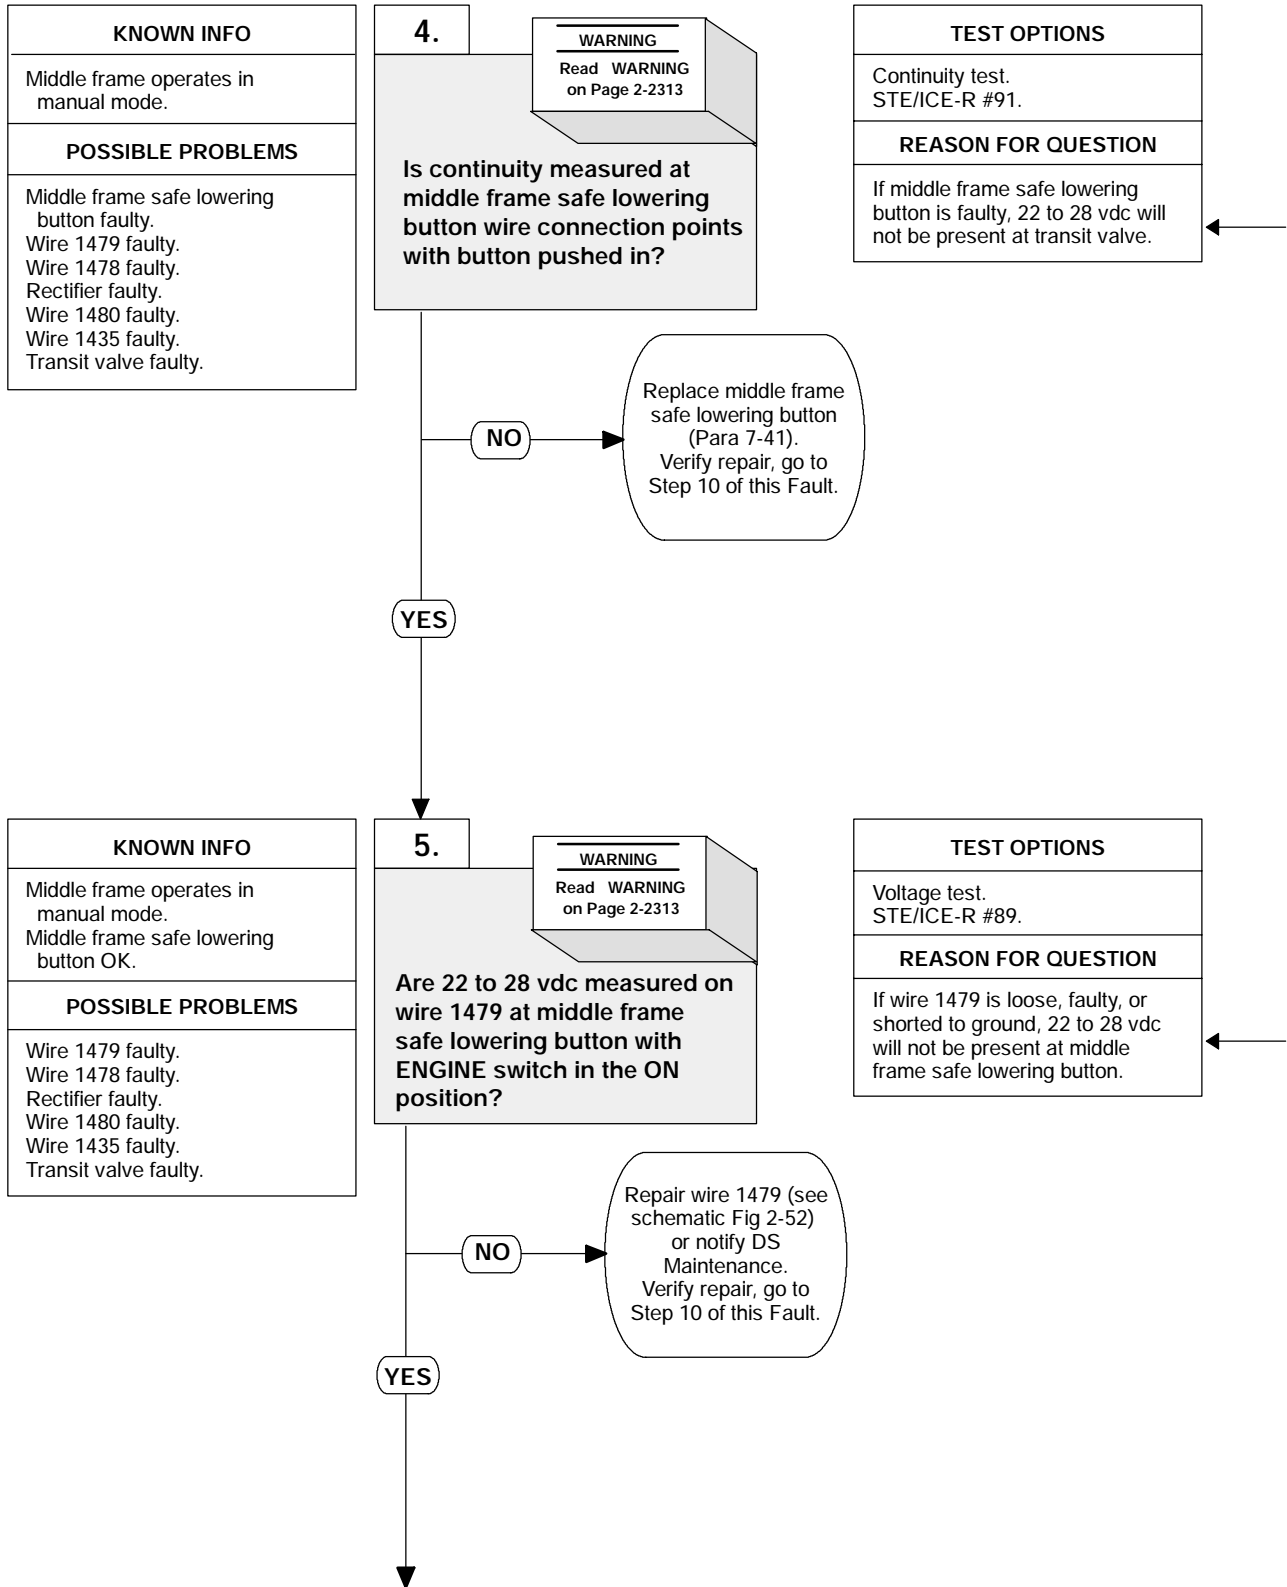 KNOWN INFO
Middle frame operates in
manual mode.
POSSIBLE PROBLEMS
Middle frame safe lowering
button faulty.
Wire 1479 faulty.
Wire 1478 faulty.
Rectifier faulty.
Wire 1480 faulty.
Wire 1435 faulty.
Transit valve faulty.
4.
WARNING
Read WARNING
on Page 2-2313
Is continuity measured at
middle frame safe lowering
button wire connection points
with button pushed in?
TEST OPTIONS
Continuity test.
STE/ICE-R #91.
REASON FOR QUESTION
If middle frame safe lowering
button is faulty, 22 to 28 vdc will
not be present at transit valve.
NO
Replace middle frame
safe lowering button
(Para 7-41).
Verify repair, go to
Step 10 of this Fault.
YES
KNOWN INFO
Middle frame operates in
manual mode.
Middle frame safe lowering
button OK.
POSSIBLE PROBLEMS
Wire 1479 faulty.
Wire 1478 faulty.
Rectifier faulty.
Wire 1480 faulty.
Wire 1435 faulty.
Transit valve faulty.
5.
WARNING
Read WARNING
on Page 2-2313
Are 22 to 28 vdc measured on
wire 1479 at middle frame
safe lowering button with
ENGINE switch in the ON
position?
TEST OPTIONS
Voltage test.
STE/ICE-R #89.
REASON FOR QUESTION
If wire 1479 is loose, faulty, or
shorted to ground, 22 to 28 vdc
will not be present at middle
frame safe lowering button.
NO
Repair wire 1479 (see
schematic Fig 2-52)
or notify DS
Maintenance.
Verify repair, go to
Step 10 of this Fault.
YES